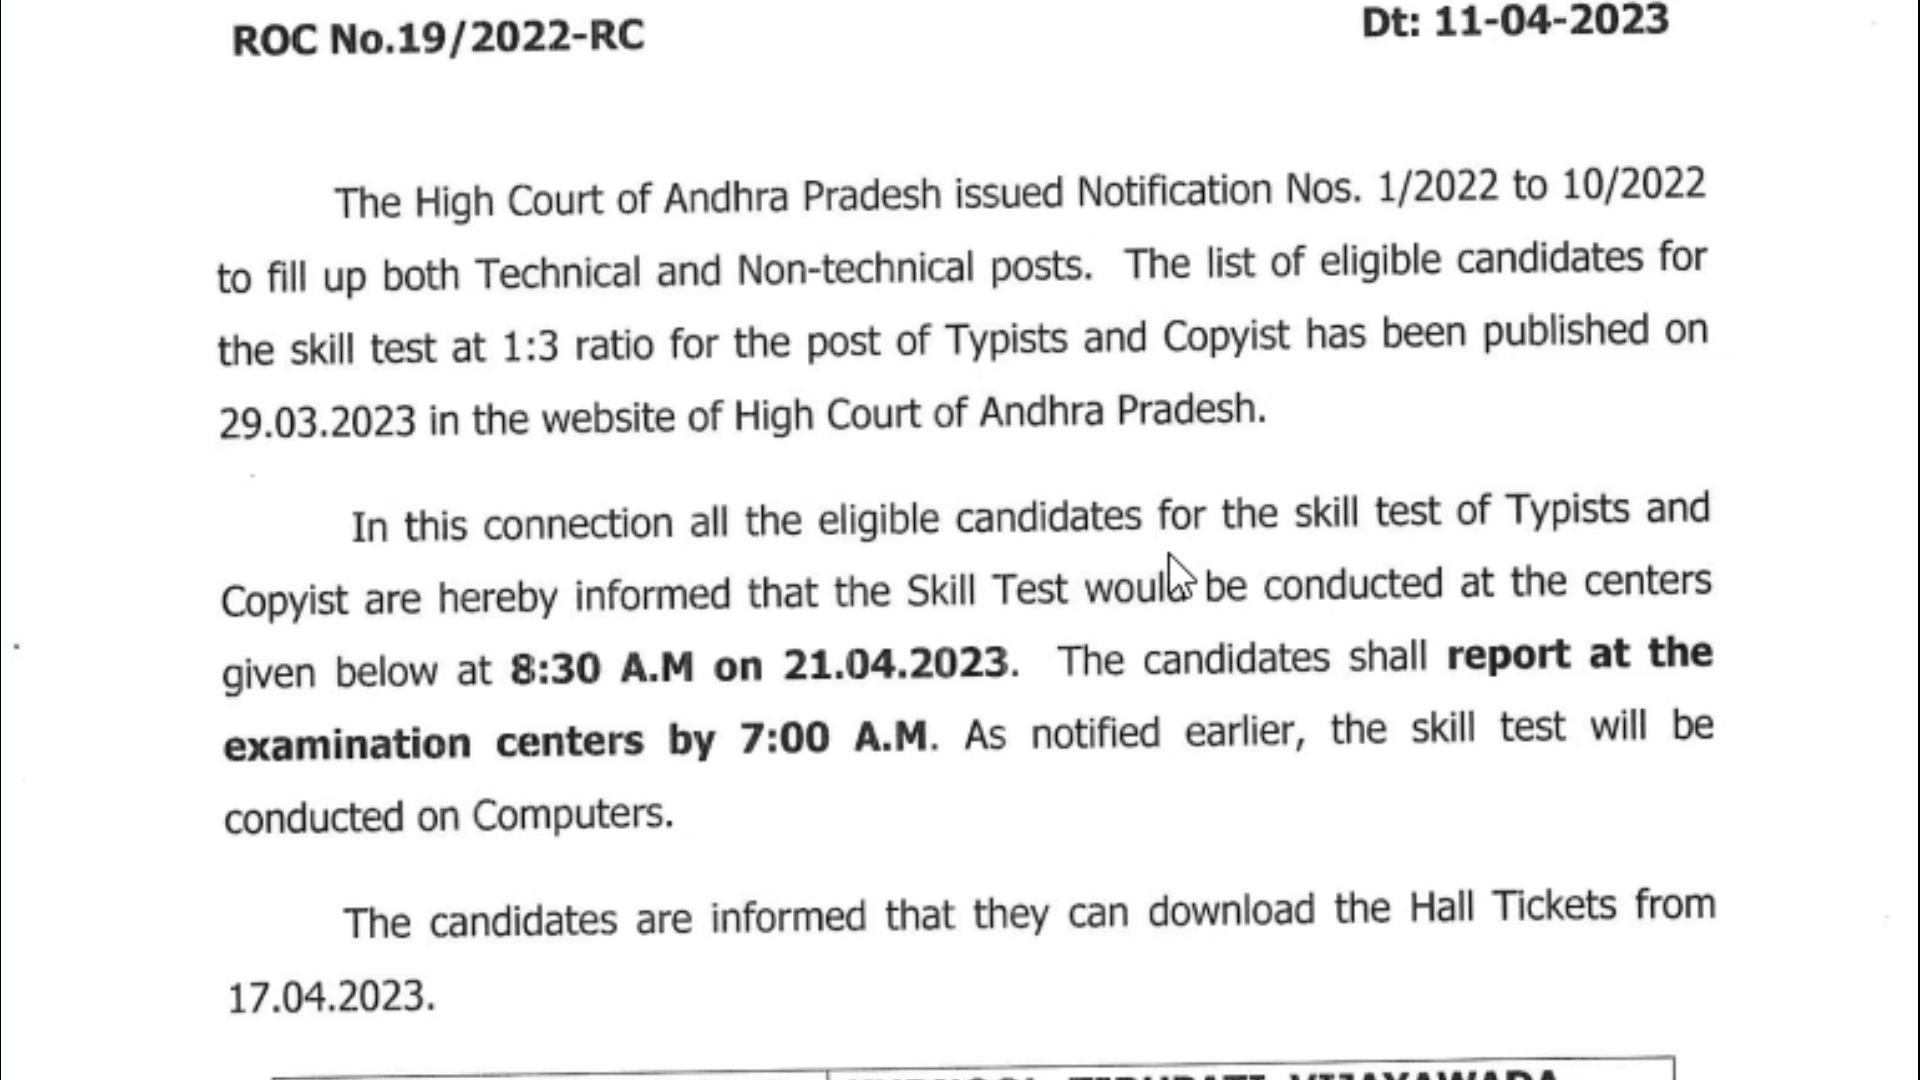 ROC No.19/2022-RC Dt: 11-04-2023
The High Court of Andhra Pradesh issued Notification Nos. 1/2022 to 10/2022
to fill up both Technical and Non-technical posts. The list of eligible candidates for
the skill test at 1:3 ratio for the post of Typists and Copyist has been published on
29.03.2023 in the website of High Court of Andhra Pradesh.
In this connection all the eligible candidates for the skill test of Typists and
Copyist are hereby informed that the Skill Test would be conducted at the centers
given below at 8:30 A.M on 21.04.2023. The candidates shall report at the
examination centers by 7:00 A.M. As notified earlier, the skill test will be
conducted on Computers.
The candidates are informed that they can download the Hall Tickets from
17.04.2023.
TIRUPATI VIJAYAWADA